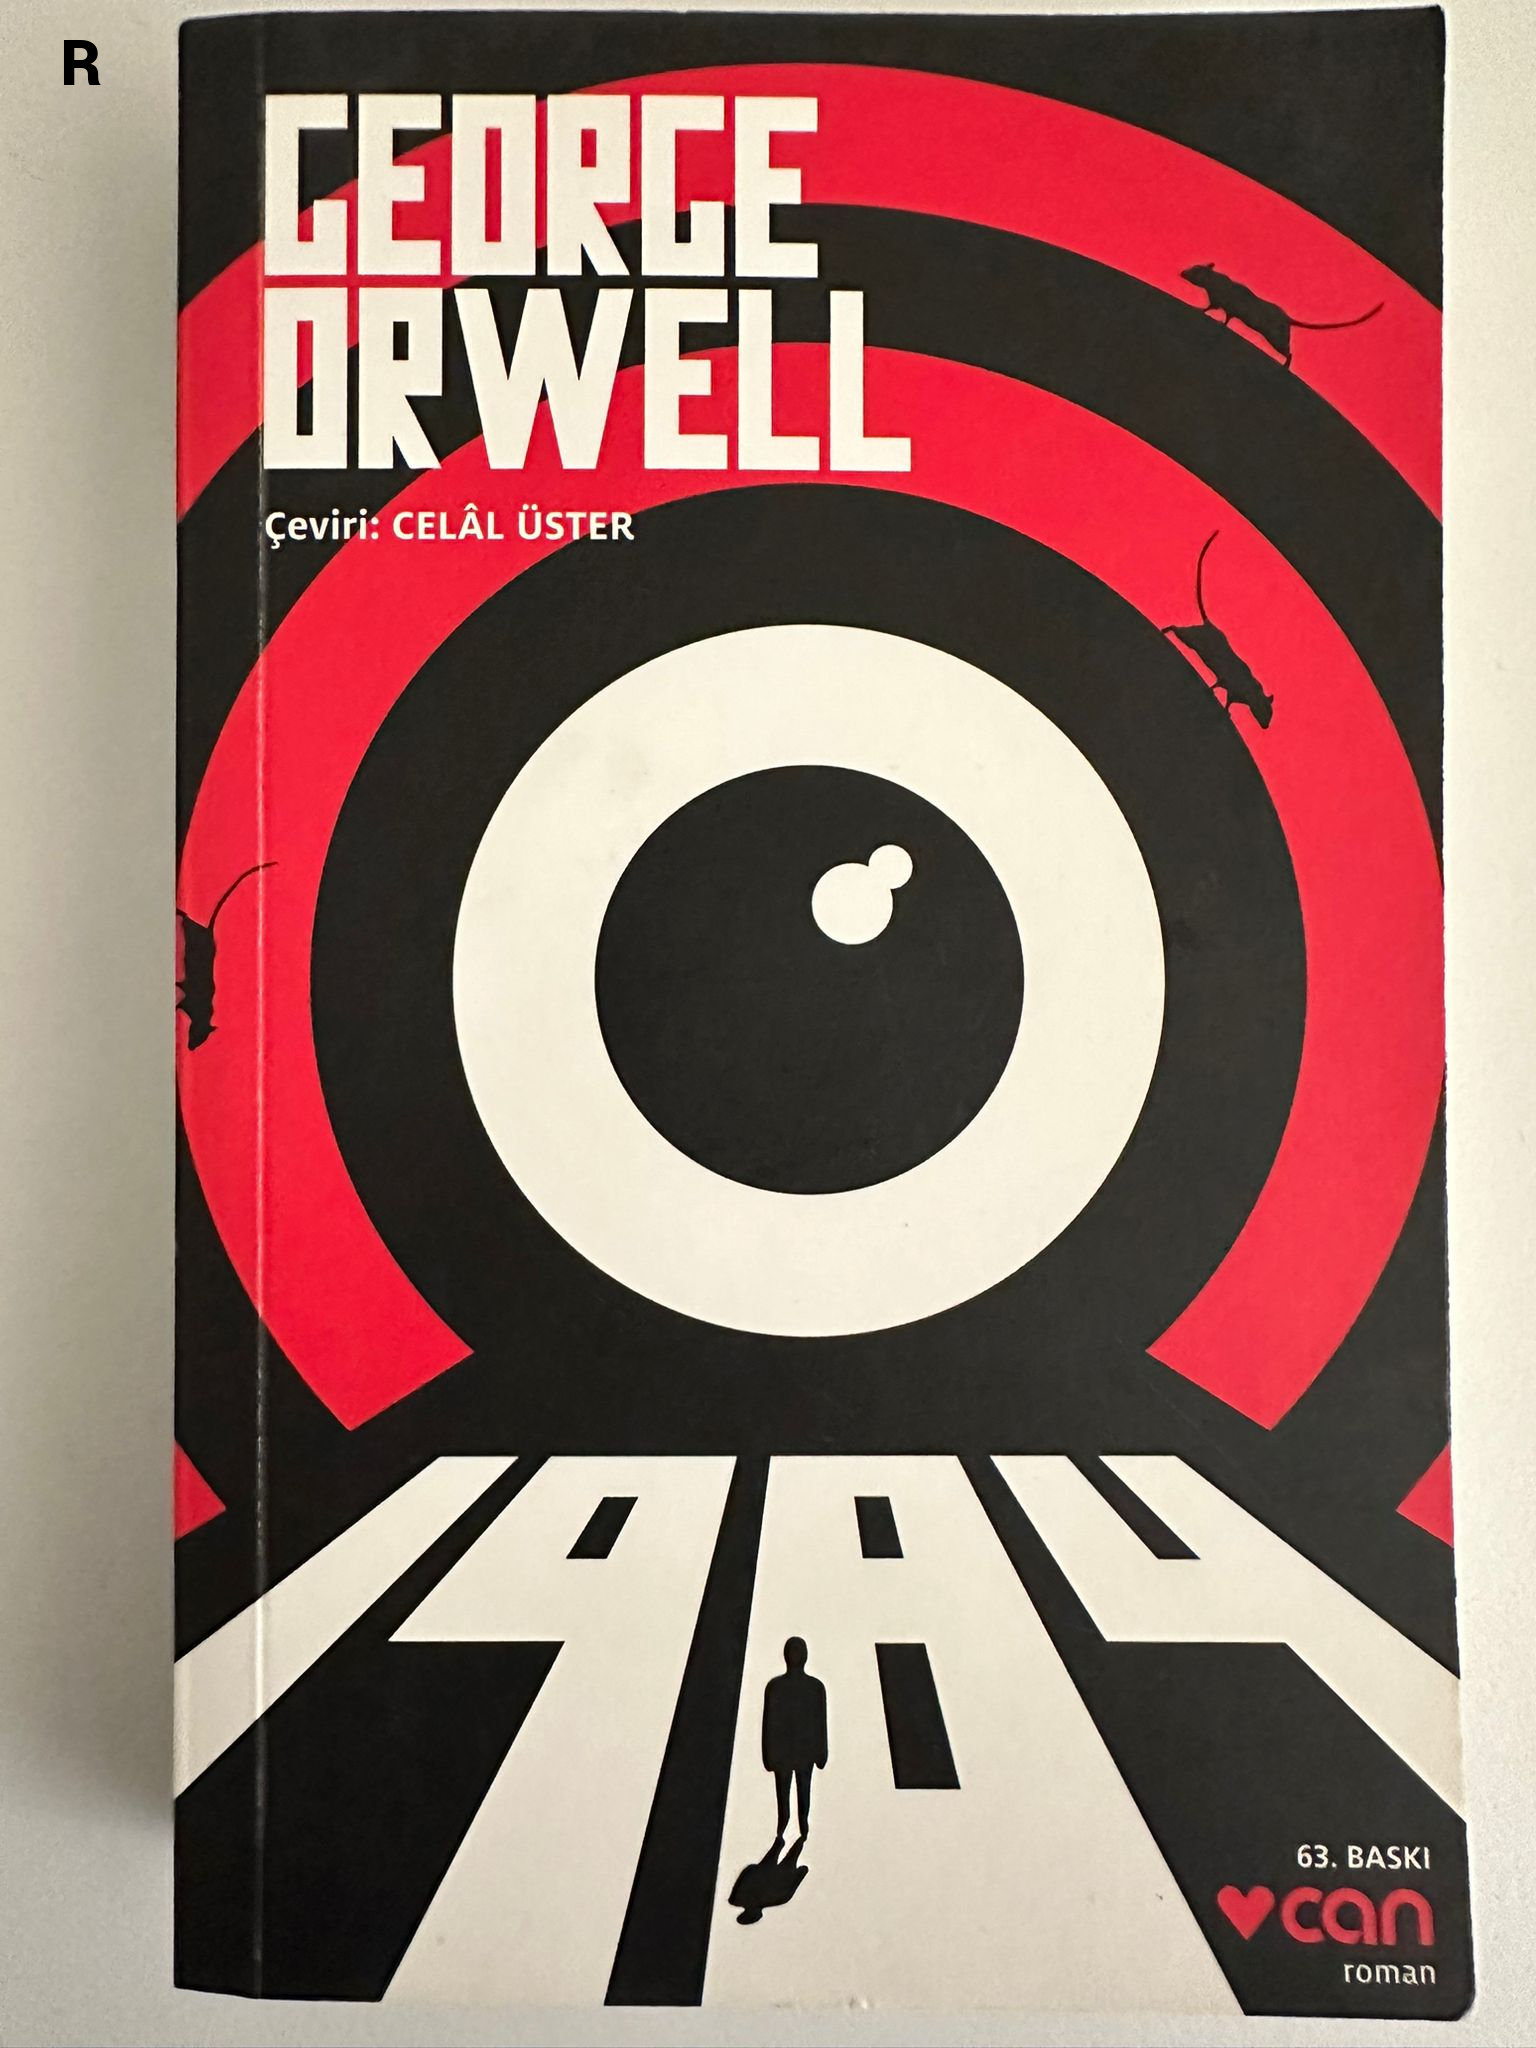 R
GEORGE
ORWELL
Çeviri: CELÂL ÜSTER
1984
63. BASKI
can
roman